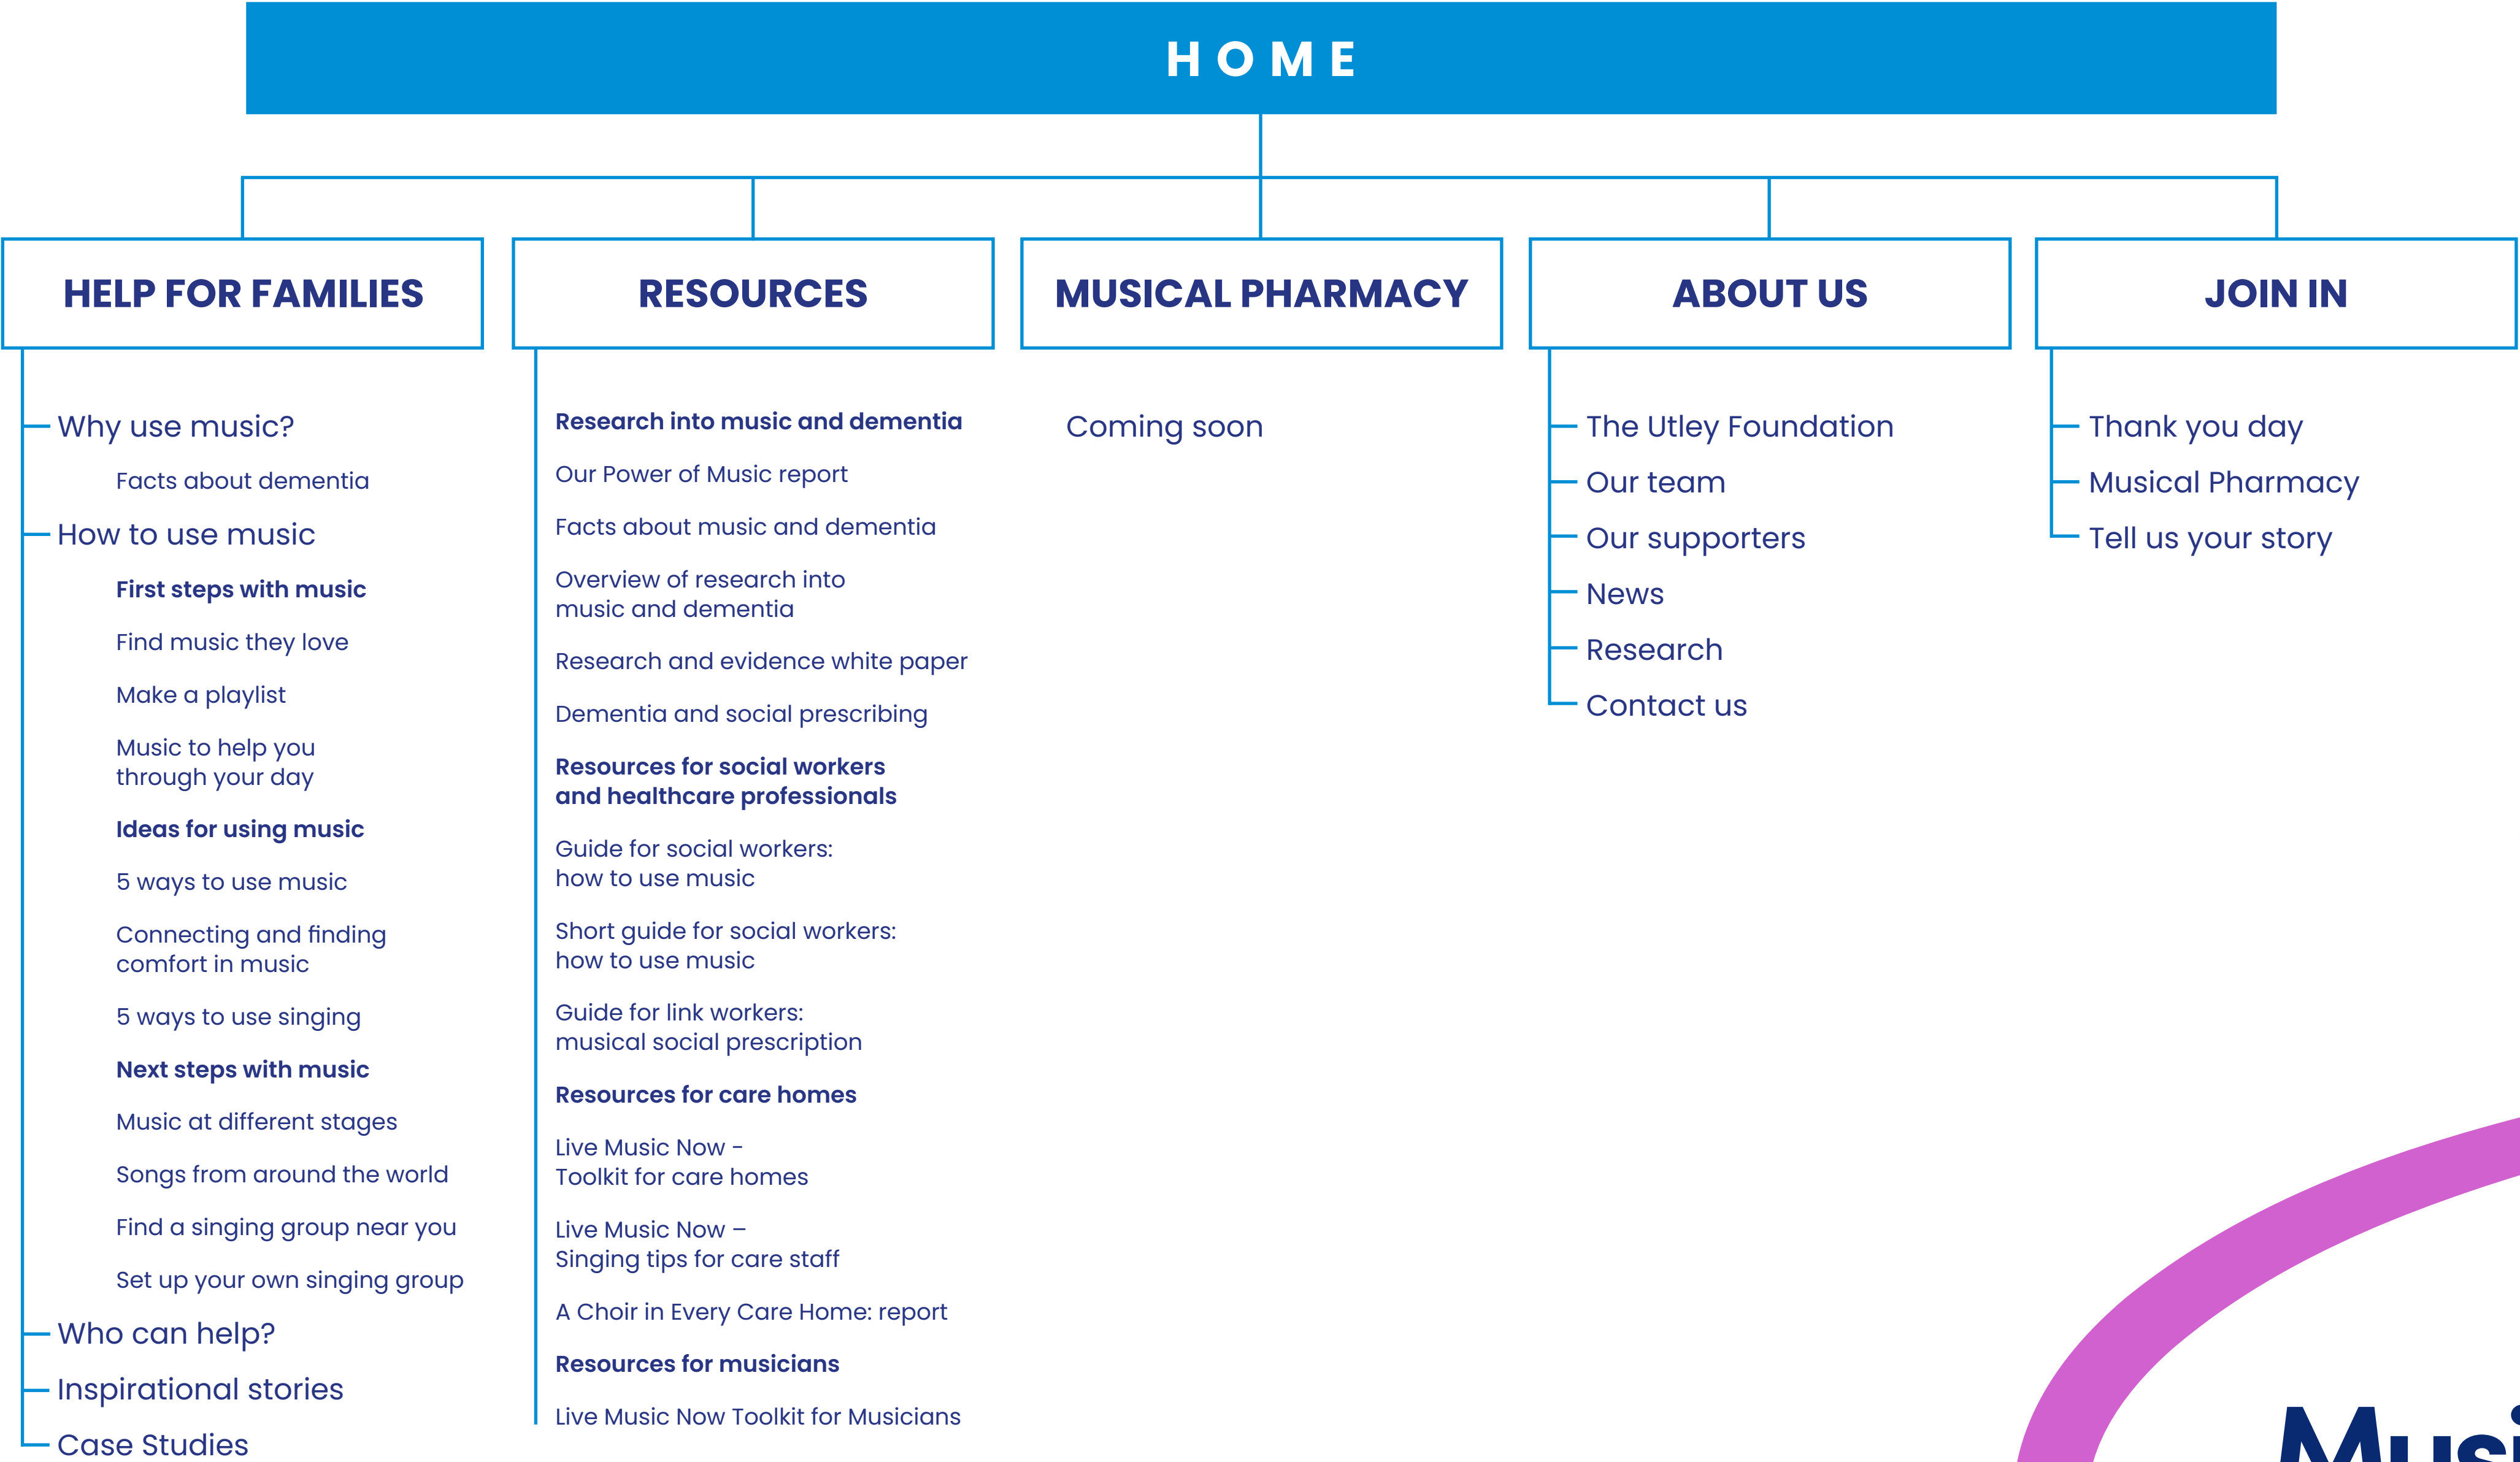 HOME
HELP FOR FAMILIES
Why use music?
Facts about dementia
How to use music
First steps with music
Find music they love
Make a playlist
Music to help you
through your day
Ideas for using music
5 ways to use music
Connecting and finding
comfort in music
5 ways to use singing
Next steps with music
Music at different stages
Songs from around the world
Find a singing group near you
Set up your own singing group
Who can help?
Inspirational stories
Case Studies
RESOURCES
Research into music and dementia
Our Power of Music report
Facts about music and dementia
Overview of research into
music and dementia
Research and evidence white paper
Dementia and social prescribing
Resources for social workers
and healthcare professionals
Guide for social workers:
how to use music
Short guide for social workers:
how to use music
Guide for link workers:
musical social prescription
Resources for care homes
Live Music Now -
Toolkit for care homes
Live Music Now –
Singing tips for care staff
A Choir in Every Care Home: report
Resources for musicians
Live Music Now Toolkit for Musicians
MUSICAL PHARMACY
Coming soon
ABOUT US
The Utley Foundation
Our team
Our supporters
News
Research
Contact us
JOIN IN
Thank you day
Musical Pharmacy
Tell us your story